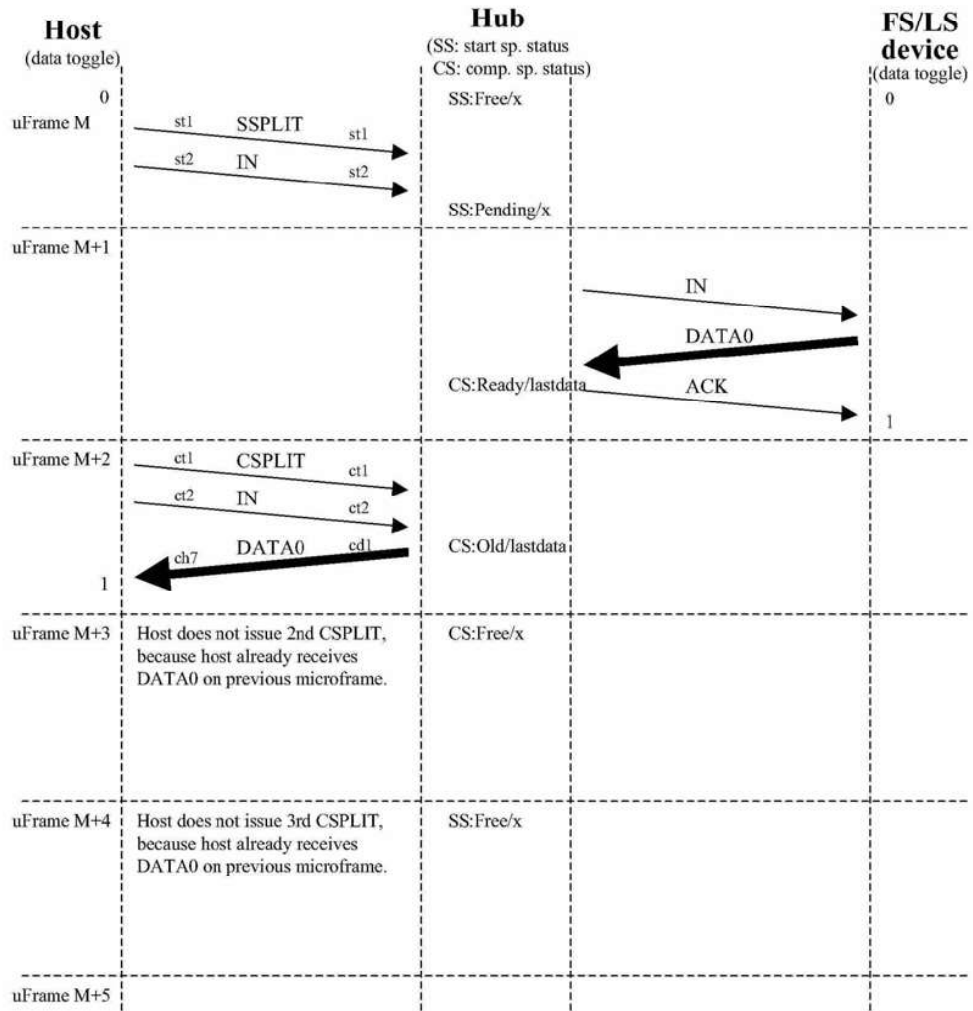 Host
(data toggle)
Hub
(SS: start sp. status
CS: comp. sp. status)
FS/LS
device
(data toggle)
0
SS:Free/x
0
uFrame M
st1
SSPLIT
st1
st2
IN
st2
SS:Pending/x
uFrame M+1
IN
DATA0
CS:Ready/lastdata
ACK
1
uFrame M+2
ct1
CSPLIT
ct1
ct2
IN
ct2
ch7
DATA0
cd1
CS:Old/lastdata
1
uFrame M+3
Host does not issue 2nd CSPLIT,
because host already receives
DATA0 on previous microframe.
CS:Free/x
uFrame M+4
Host does not issue 3rd CSPLIT,
because host already receives
DATA0 on previous microframe.
SS:Free/x
uFrame M+5